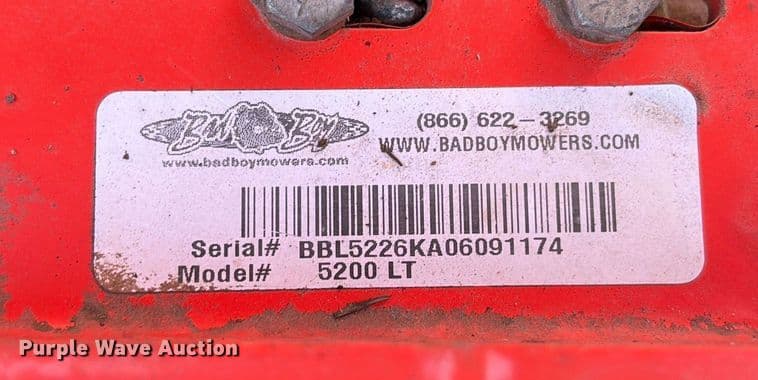 BAD BOY
www.badboymowers.com
(866) 622-3269
WWW.BADBOYMOWERS.COM
Serial# BBL5226KA06091174
Model# 5200 LT
Purple Wave Auction